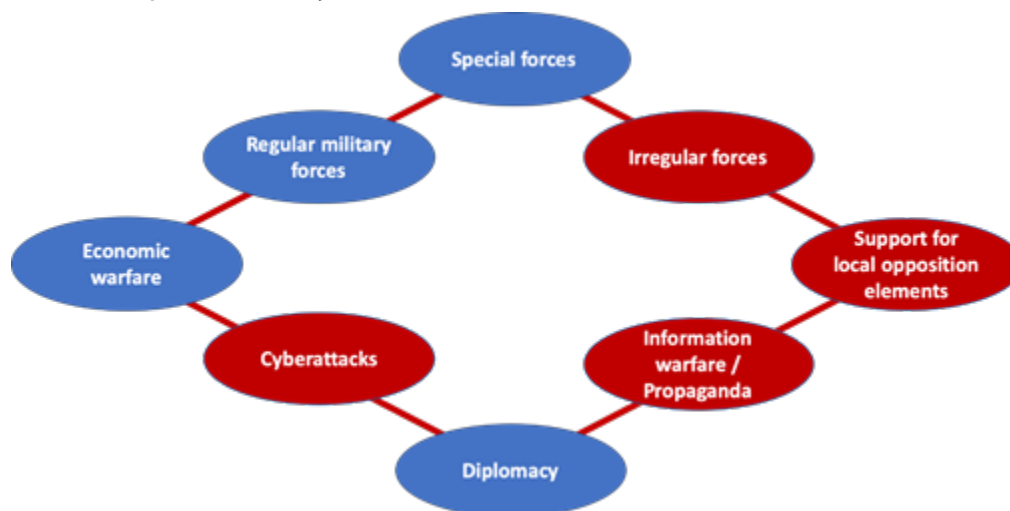 Special forces
Regular military
forces
Irregular forces
Economic
warfare
Support for
local opposition
elements
Cyberattacks
Information
warfare /
Propaganda
Diplomacy